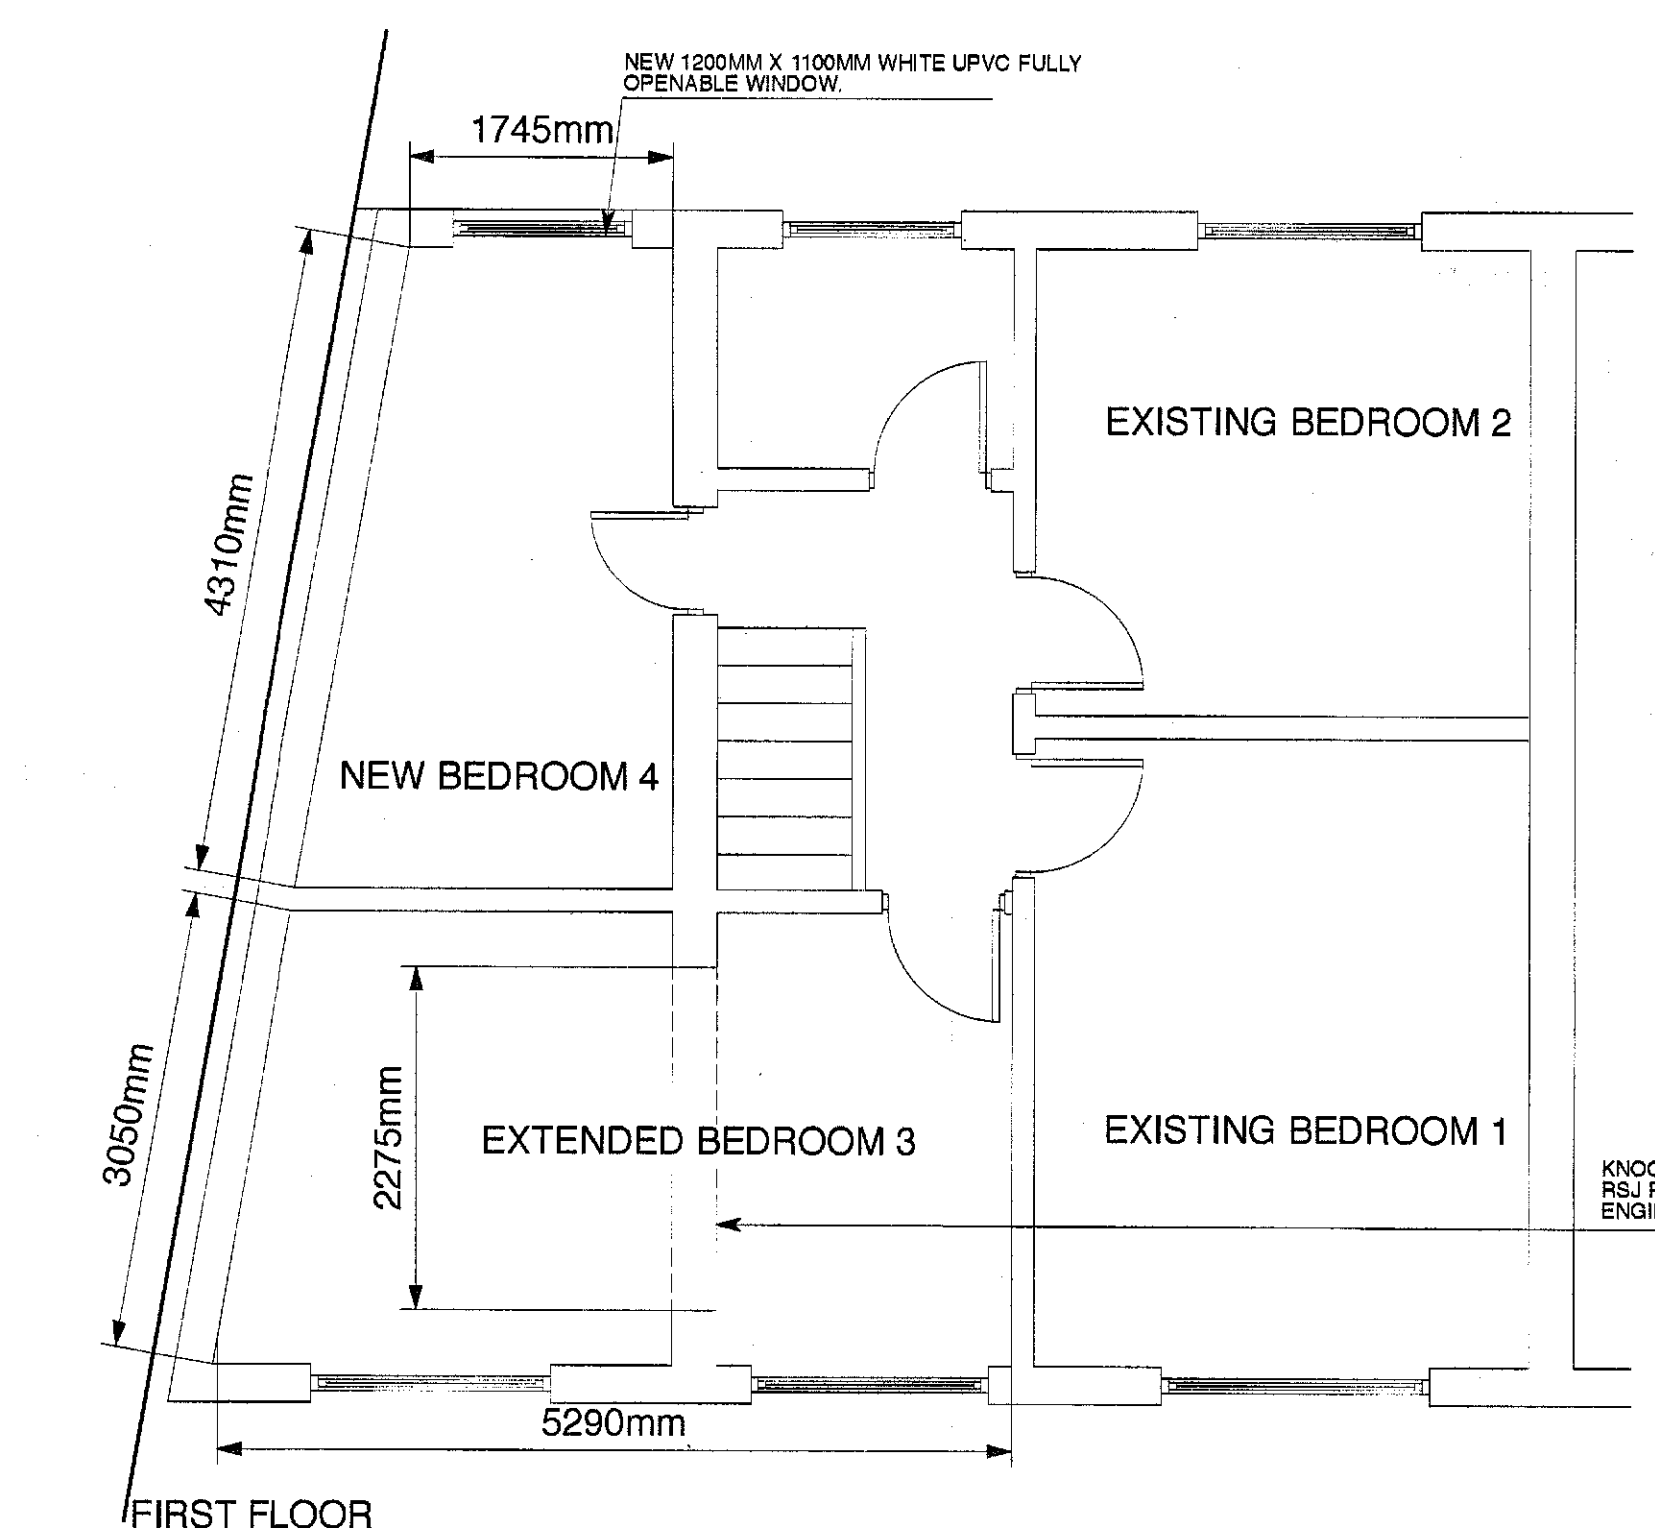 NEW 1200MM X 1100MM WHITE UPVC FULLY
OPENABLE WINDOW.
1745mm
EXISTING BEDROOM 2
4310mm
NEW BEDROOM 4
3050mm
2275mm
EXTENDED BEDROOM 3
EXISTING BEDROOM 1
RSJ
5290mm
FIRST FLOOR